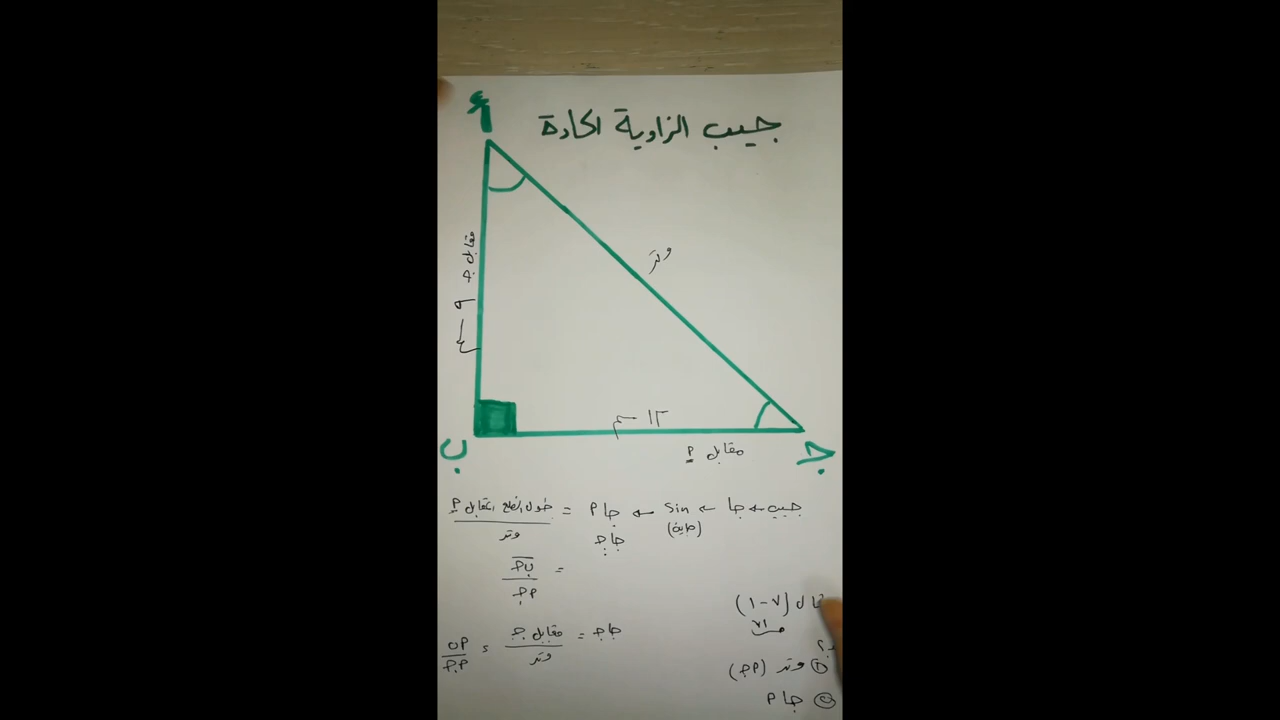 جيب الزاوية الحادة
أ
وتر
مقابل جـ
٩ سم
١٢ سم
ب
جـ
مقابل م
جيب ← جا ← sin ← جا م = طول الضلع المقابل م / وتر
(حاية)
جا جـ
= ب جـ / م جـ
جا جـ = مقابل جـ / وتر = م ب / م جـ
(٧-١)
ص ٧١
وتر (م جـ)
جا م